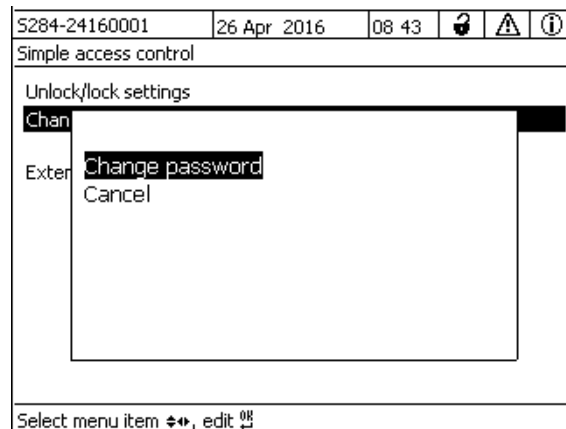 S284-24160001 26 Apr 2016 08 43
Simple access control
Unlock/lock settings
Chan
Change password
Exter
Cancel
Select menu item, edit OK